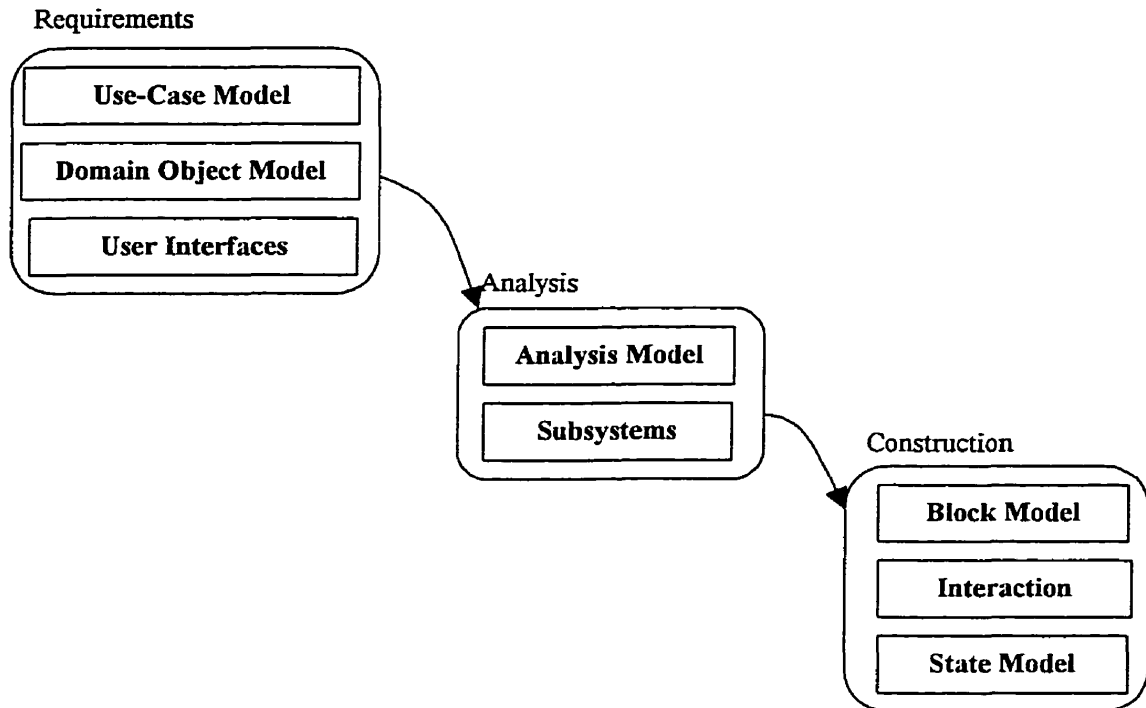 Requirements
Use-Case Model
Domain Object Model
User Interfaces
Analysis
Analysis Model
Subsystems
Construction
Block Model
Interaction
State Model